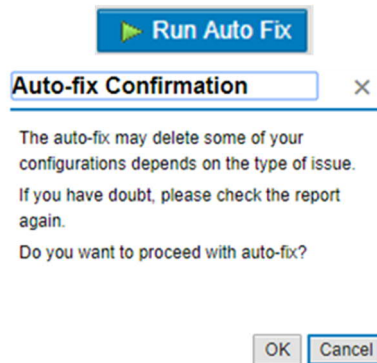 Run Auto Fix
Auto-fix Confirmation
The auto-fix may delete some of your
configurations depends on the type of issue.
If you have doubt, please check the report
again.
Do you want to proceed with auto-fix?
OK Cancel